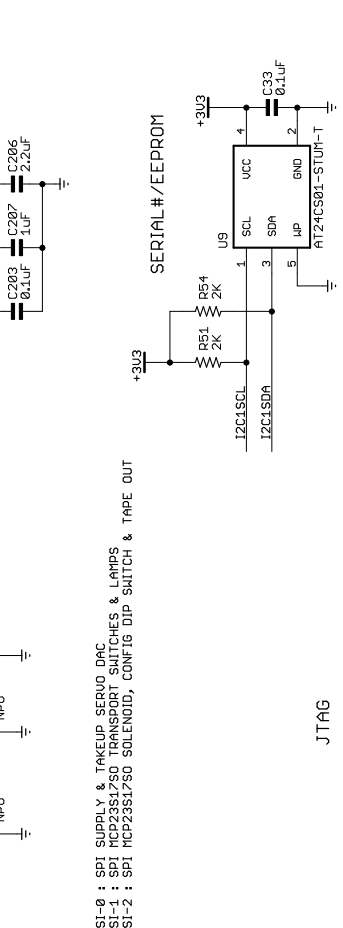 C206
2.2uF
C207
1uF
C203
0.1uF
SERIAL#/EEPROM
+3V3
C33
0.1uF
4
2
VCC
GND
U9
SCL
SDA
WP
AT24CS01-STUM-T
1
3
5
R54
2K
R51
2K
+3V3
I2C1SCL
I2C1SDA
SI-0 : SPI SUPPLY & TAKEUP SERVO DAC
SI-1 : SPI MCP23S17SO TRANSPORT SWITCHES & LAMPS
SI-2 : SPI MCP23S17SO SOLENOID, CONFIG DIP SWITCH & TAPE OUT
JTAG